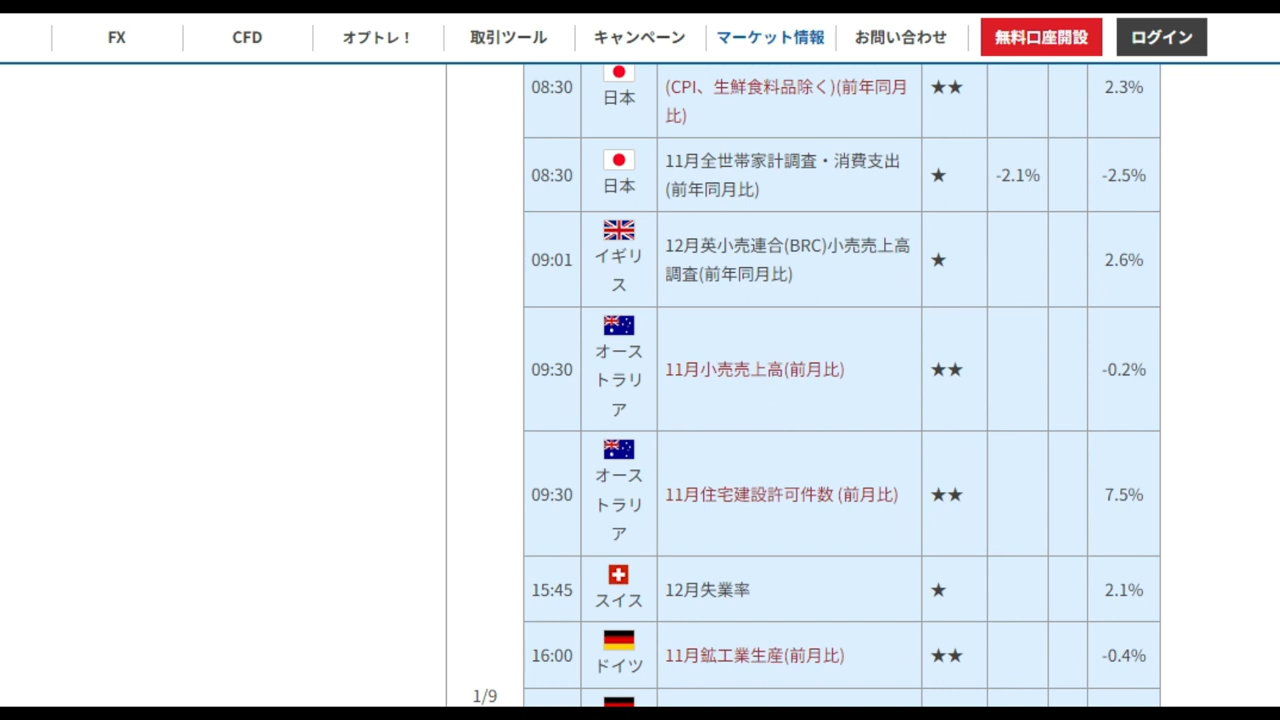 FX
CFD
オプトレ！
取引ツール
キャンペーン
マーケット情報
お問い合わせ
無料口座開設
ログイン
08:30
日本
(CPI、生鮮食料品除く)(前年同月
比)
★★
2.3%
08:30
日本
11月全世帯家計調査・消費支出
(前年同月比)
★
-2.1%
-2.5%
09:01
イギリ
ス
12月英小売連合(BRC)小売売上高
調査(前年同月比)
★
2.6%
09:30
オース
トラリ
ア
11月小売売上高(前月比)
★★
-0.2%
09:30
オース
トラリ
ア
11月住宅建設許可件数 (前月比)
★★
7.5%
15:45
スイス
12月失業率
★
2.1%
16:00
ドイツ
11月鉱工業生産(前月比)
★★
-0.4%
1/9